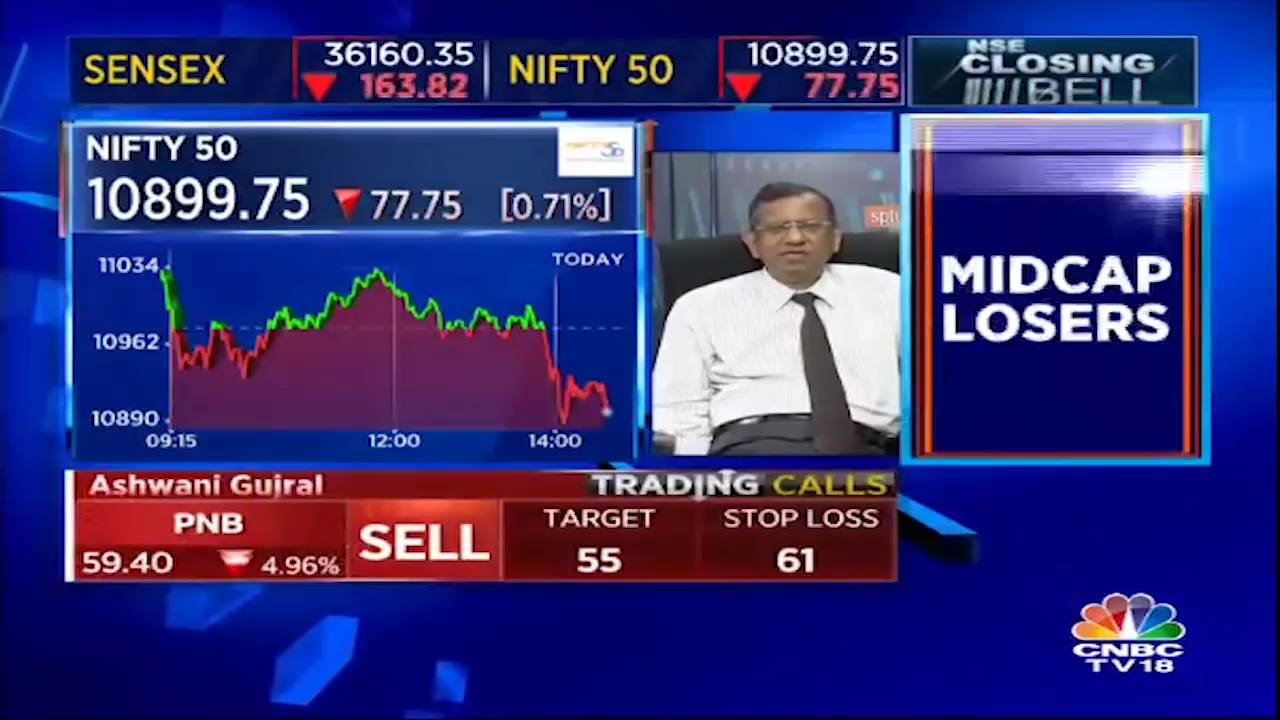 SENSEX
36160.35
163.82
NIFTY 50
10899.75
77.75
NSE
CLOSING
BELL
NIFTY 50
10899.75
77.75 [0.71%]
TODAY
11034
10962
10890
09:15 12:00 14:00
MIDCAP
LOSERS
Ashwani Gujral
TRADING CALLS
PNB
59.40 4.96%
SELL
TARGET
55
STOP LOSS
61
CNBC
TV18